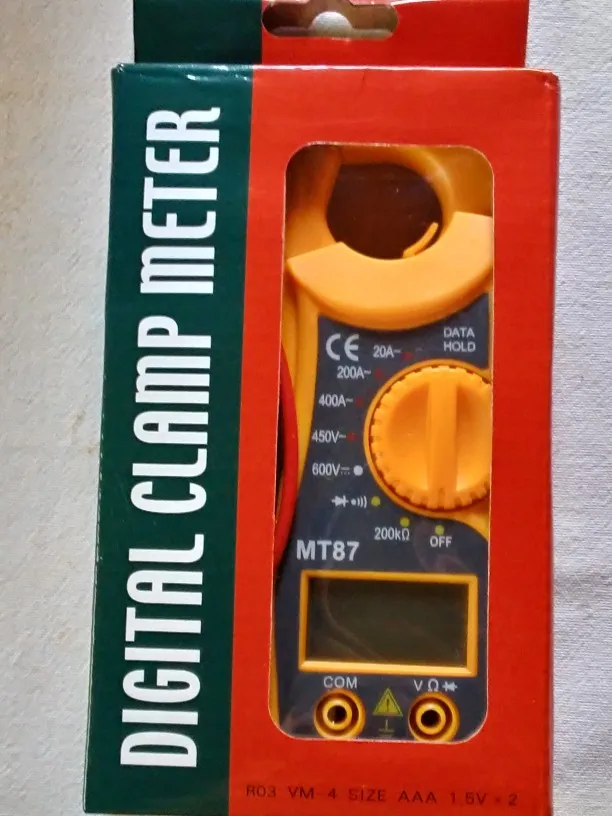 DIGITAL CLAMP METER
CE
DATA
HOLD
20A~
200A~
400A~
450V~
600V⎓
200kΩ
OFF
MT87
COM
VΩ
R03 VM-4 SIZE AAA 1.5V × 2